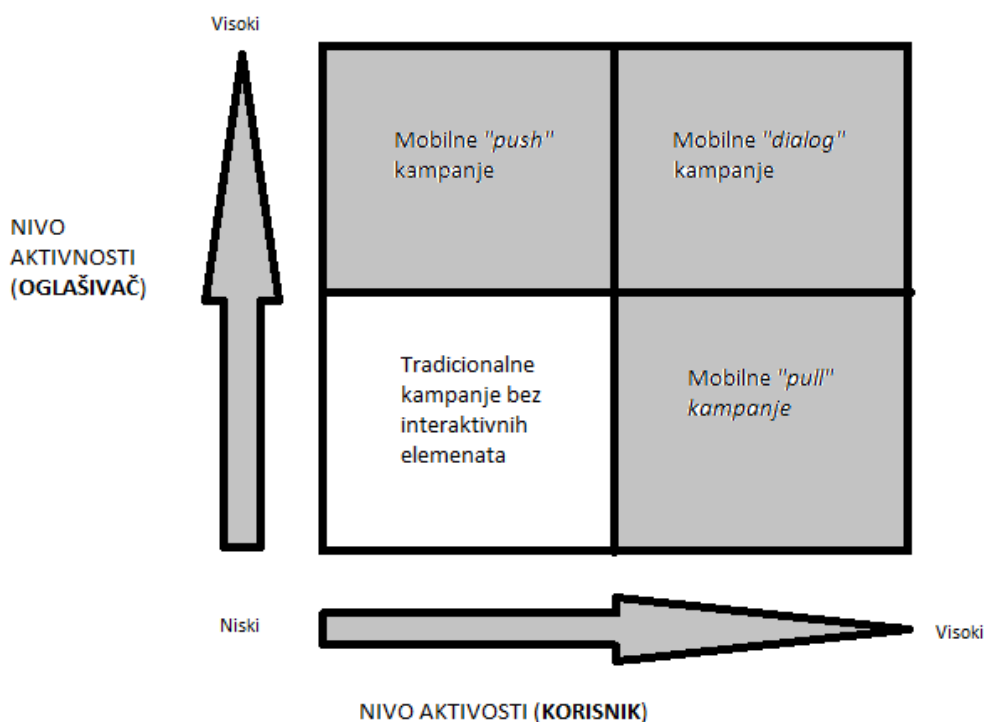 Visoki
Mobilne "push"
kampanje
Mobilne "dialog"
kampanje
NIVO
AKTIVNOSTI
(OGLAŠIVAČ)
Tradicionalne
kampanje bez
interaktivnih
elemenata
Mobilne "pull"
kampanje
Niski
Visoki
NIVO AKTIVOSTI (KORISNIK)